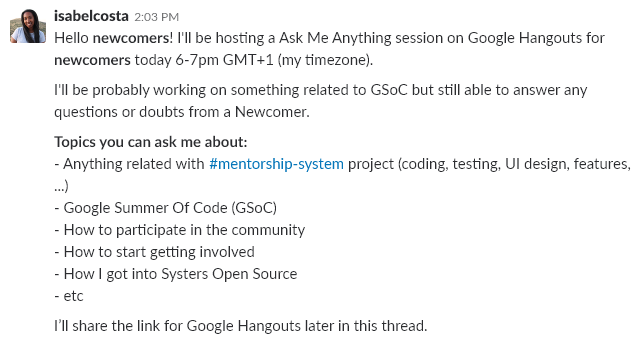 isabelcosta 2:03 PM
Hello newcomers! I'll be hosting a Ask Me Anything session on Google Hangouts for
newcomers today 6-7pm GMT+1 (my timezone).
I'll be probably working on something related to GSoC but still able to answer any
questions or doubts from a Newcomer.
Topics you can ask me about:
- Anything related with #mentorship-system project (coding, testing, UI design, features,
...)
- Google Summer Of Code (GSoC)
- How to participate in the community
- How to start getting involved
- How I got into Systers Open Source
- etc
I'll share the link for Google Hangouts later in this thread.